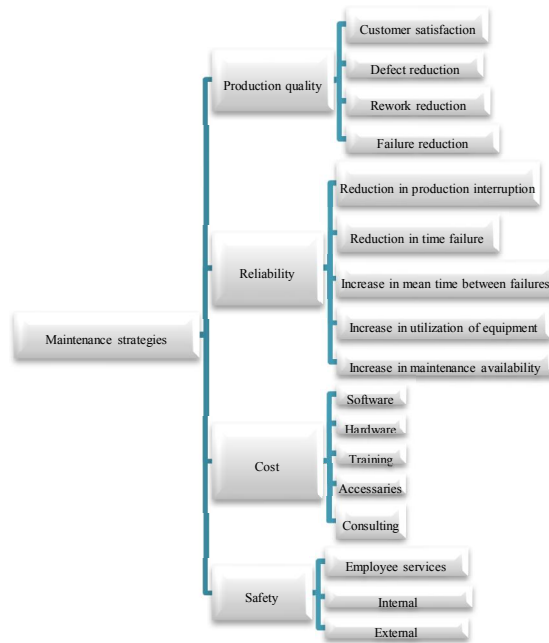 Maintenance strategies
Production quality
Customer satisfaction
Defect reduction
Rework reduction
Failure reduction
Reliability
Reduction in production interruption
Reduction in time failure
Increase in mean time between failures
Increase in utilization of equipment
Increase in maintenance availability
Cost
Software
Hardware
Training
Accessaries
Consulting
Safety
Employee services
Internal
External